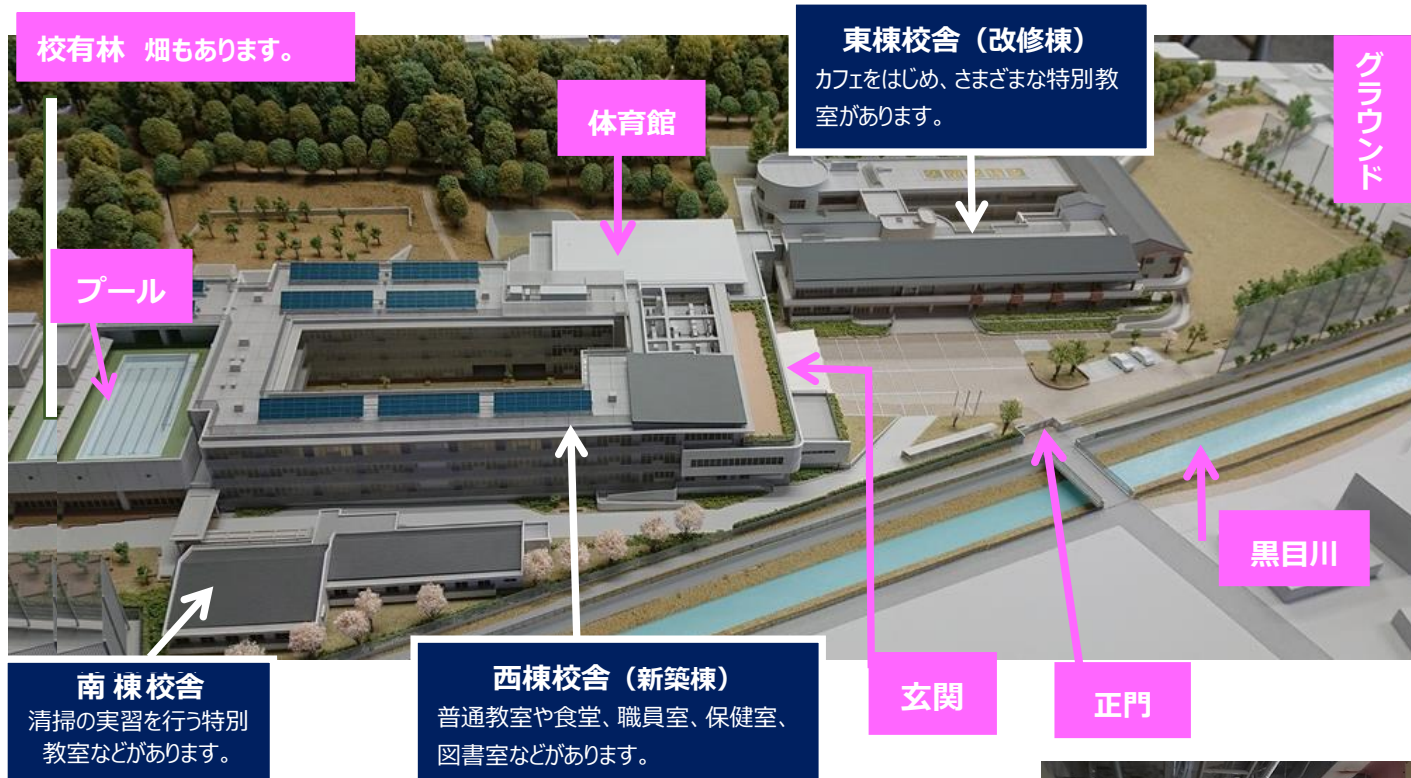 校有林 畑もあります。
東棟校舎（改修棟）
カフェをはじめ、さまざまな特別教
室があります。
グラウンド
体育館
プール
黒目川
南棟校舎
清掃の実習を行う特別
教室などがあります。
西棟校舎（新築棟）
普通教室や食堂、職員室、保健室、
図書室などがあります。
玄関
正門